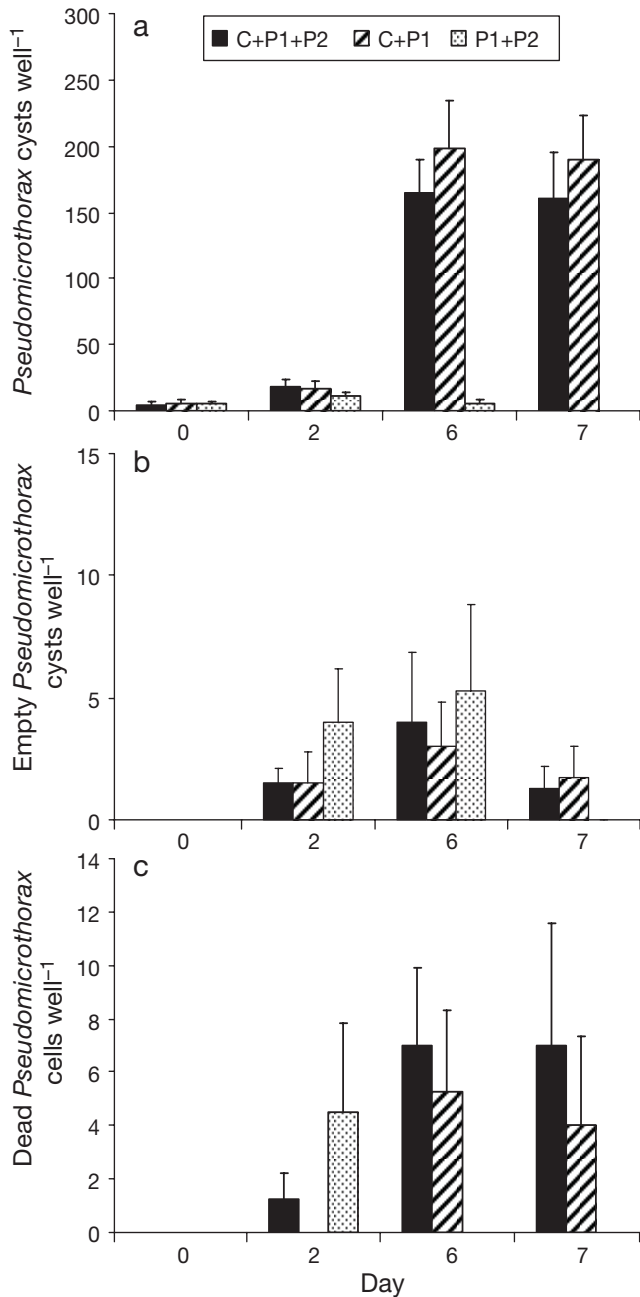 a
C+P1+P2 C+P1 P1+P2
Pseudomicrothorax cysts well⁻¹
300
250
200
150
100
50
0
0 2 6 7
b
Empty Pseudomicrothorax
cysts well⁻¹
15
10
5
0
0 2 6 7
c
Dead Pseudomicrothorax
cells well⁻¹
14
12
10
8
6
4
2
0
0 2 6 7
Day